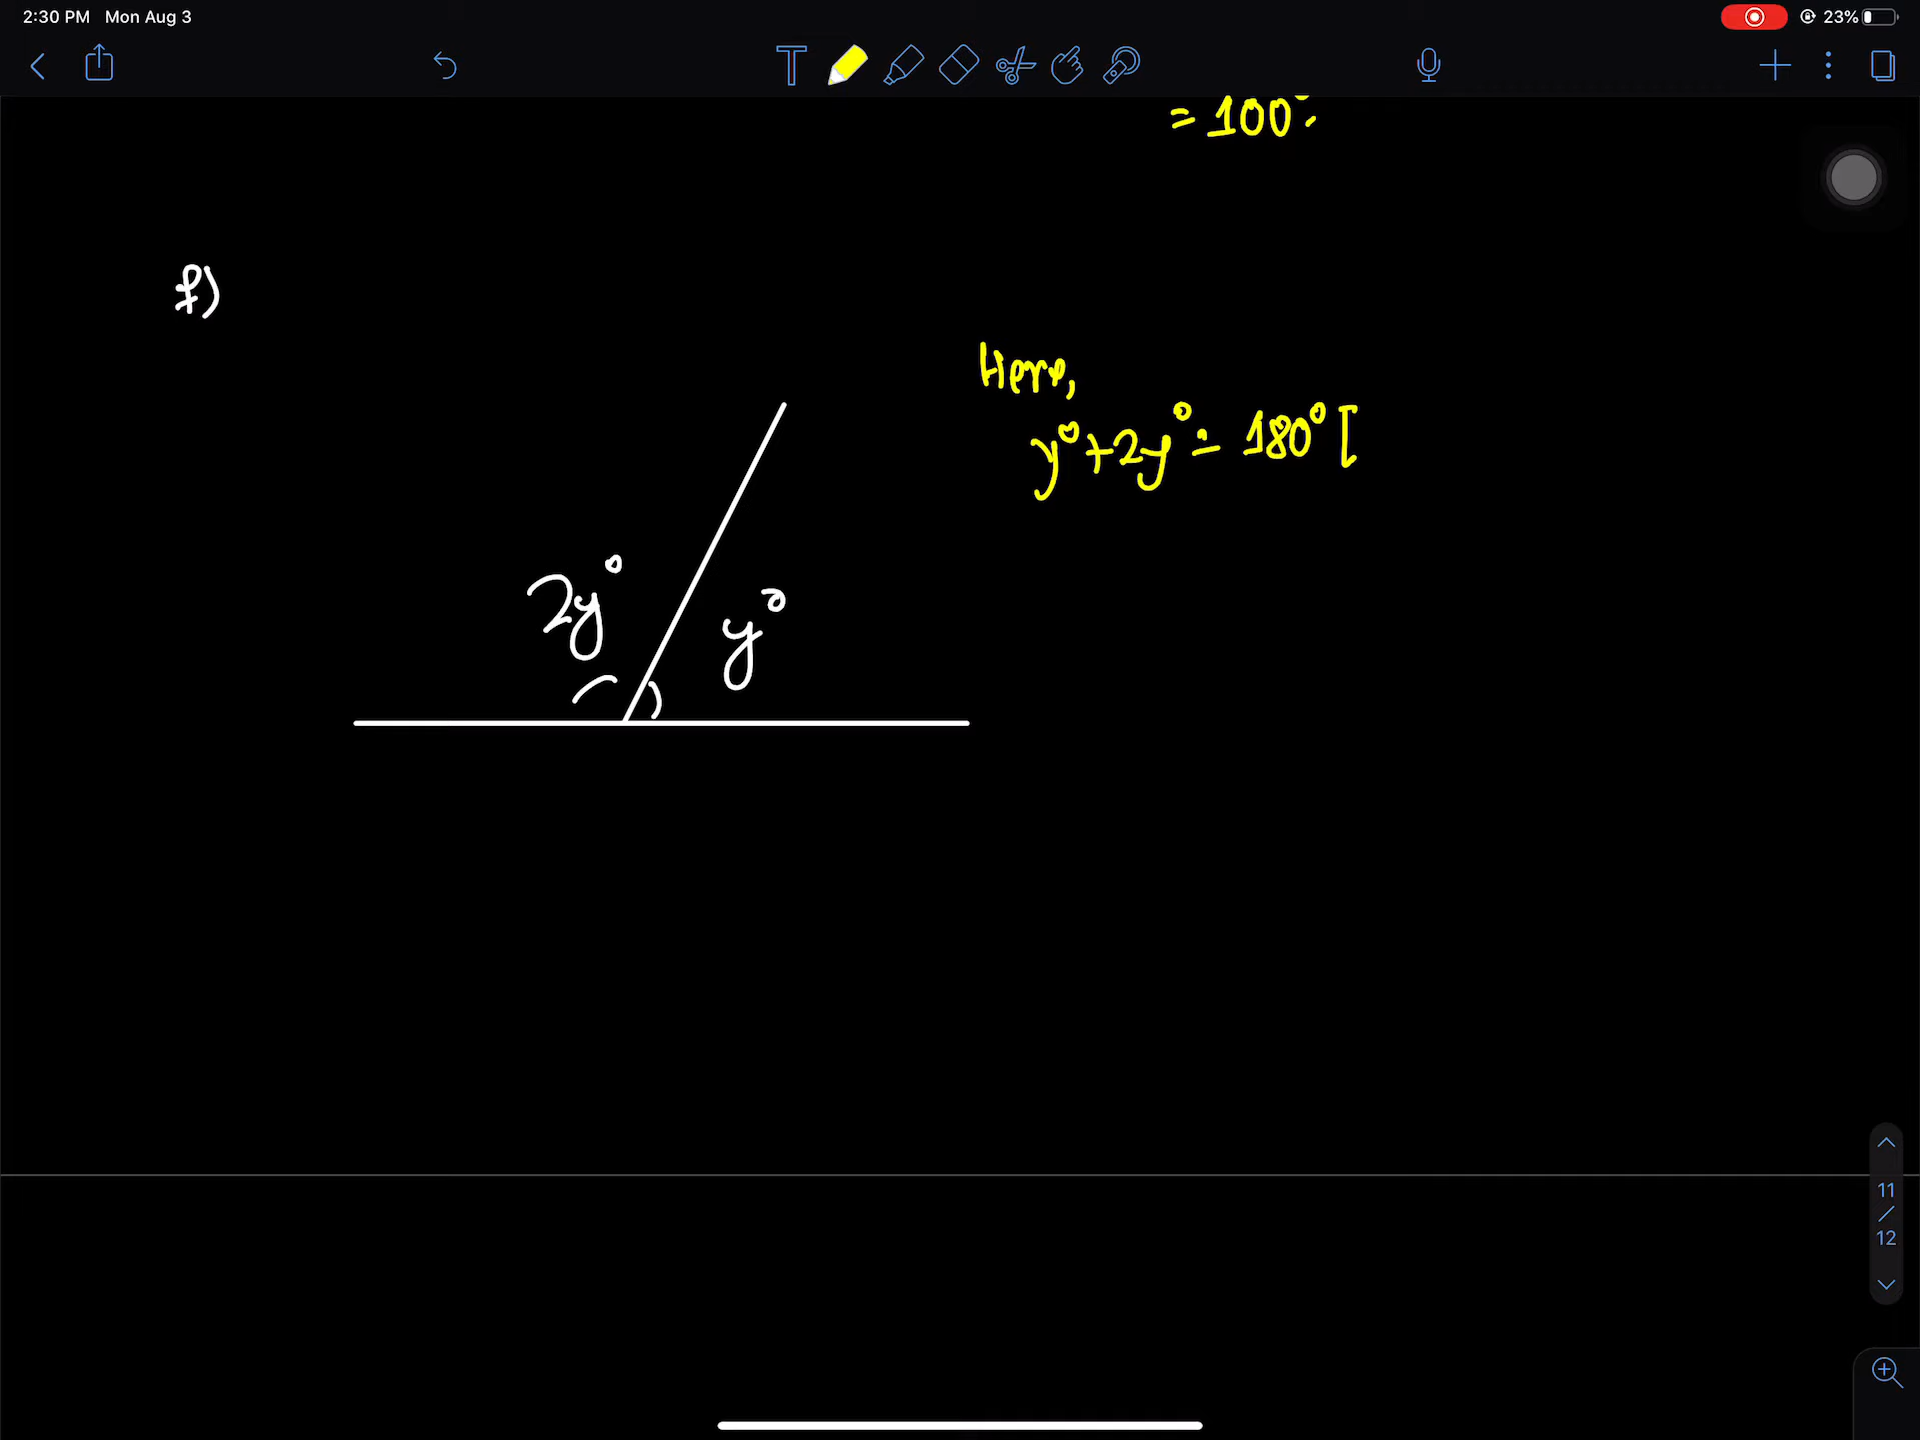 2:30 PM Mon Aug 3
23%
T
= 100°
f)
Here,
y° + 2y° = 180° [
2y°
y°
11
/
12